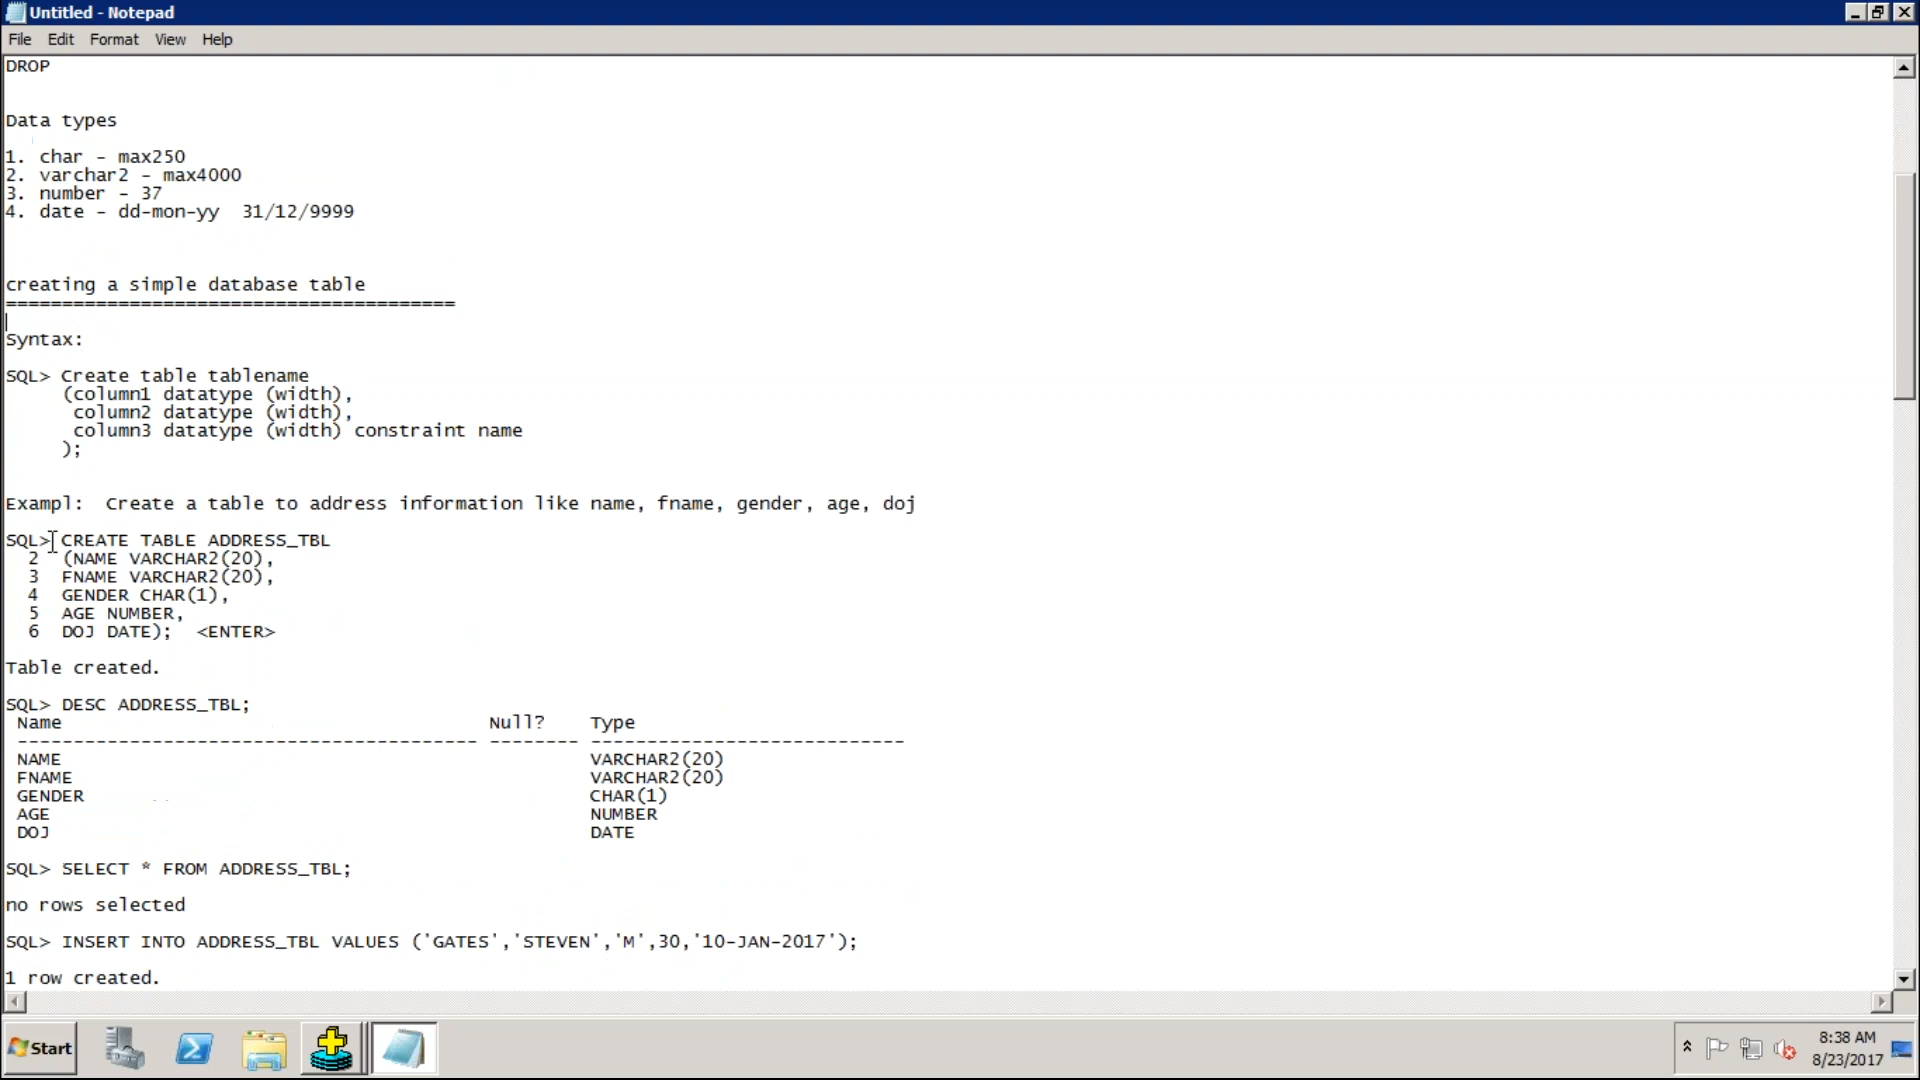 Untitled - Notepad
File Edit Format View Help
DROP
Data types
1. char - max250
2. varchar2 - max4000
3. number - 37
4. date - dd-mon-yy  31/12/9999
creating a simple database table
========================================
Syntax:
SQL> Create table tablename
(column1 datatype (width),
column2 datatype (width),
column3 datatype (width) constraint name
);
Exampl:  Create a table to address information like name, fname, gender, age, doj
SQL> CREATE TABLE ADDRESS_TBL
2  (NAME VARCHAR2(20),
3  FNAME VARCHAR2(20),
4  GENDER CHAR(1),
5  AGE NUMBER,
6  DOJ DATE);  <ENTER>
Table created.
SQL> DESC ADDRESS_TBL;
Name Null? Type
----------------------------------------- -------- ----------------------------
NAME VARCHAR2(20)
FNAME VARCHAR2(20)
GENDER CHAR(1)
AGE NUMBER
DOJ DATE
SQL> SELECT * FROM ADDRESS_TBL;
no rows selected
SQL> INSERT INTO ADDRESS_TBL VALUES ('GATES','STEVEN','M',30,'10-JAN-2017');
1 row created.
Start
8:38 AM
8/23/2017